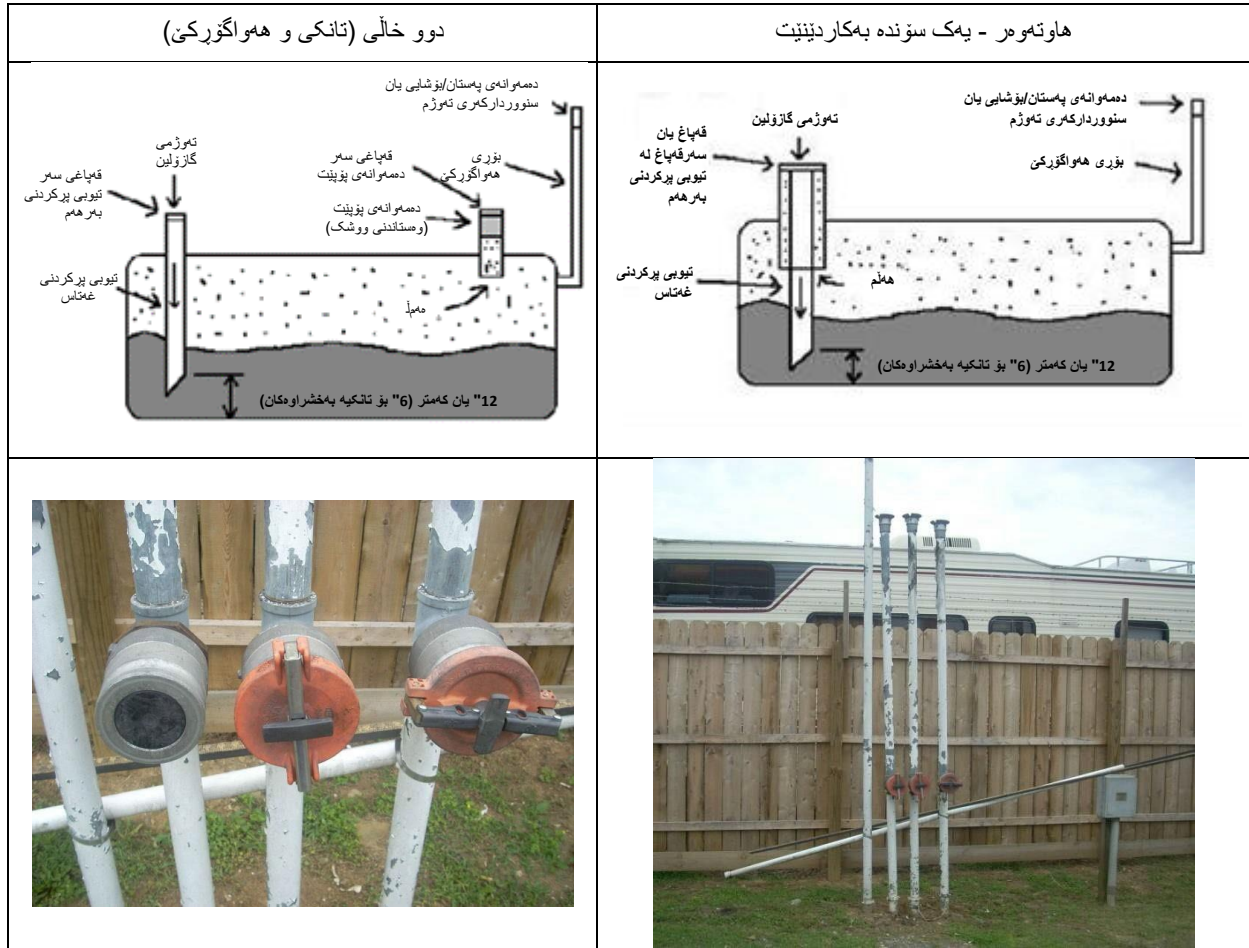 هاوتەوەر - یەک سۆندە بەکاردێنێت
دوو خاڵی (تانکی و هەواگۆڕکێ)
دەمەوانەی پەستان/بۆشایی یان
سنووردارکەری تەوژم
تەوژمی گازۆلین
قەپاغ یان
سەرقەپاغ لە
تیوبی پڕکردنی
بەرهەم
بۆڕی هەواگۆڕکێ
تیوبی پڕکردنی
غەتاس
هەڵم
12" یان کەمتر (6" بۆ تانکیە بەخشراوەکان)
دەمەوانەی پەستان/بۆشایی یان
سنووردارکەری تەوژم
تەوژمی
گازۆلین
قەپاغی سەر
دەمەوانەی پۆپێت
بۆڕی
هەواگۆڕکێ
قەپاغی سەر
تیوبی پڕکردنی
بەرهەم
دەمەوانەی پۆپێت
(وەستاندنی ووشک)
تیوبی پڕکردنی
غەتاس
12" یان کەمتر (6" بۆ تانکیە بەخشراوەکان)